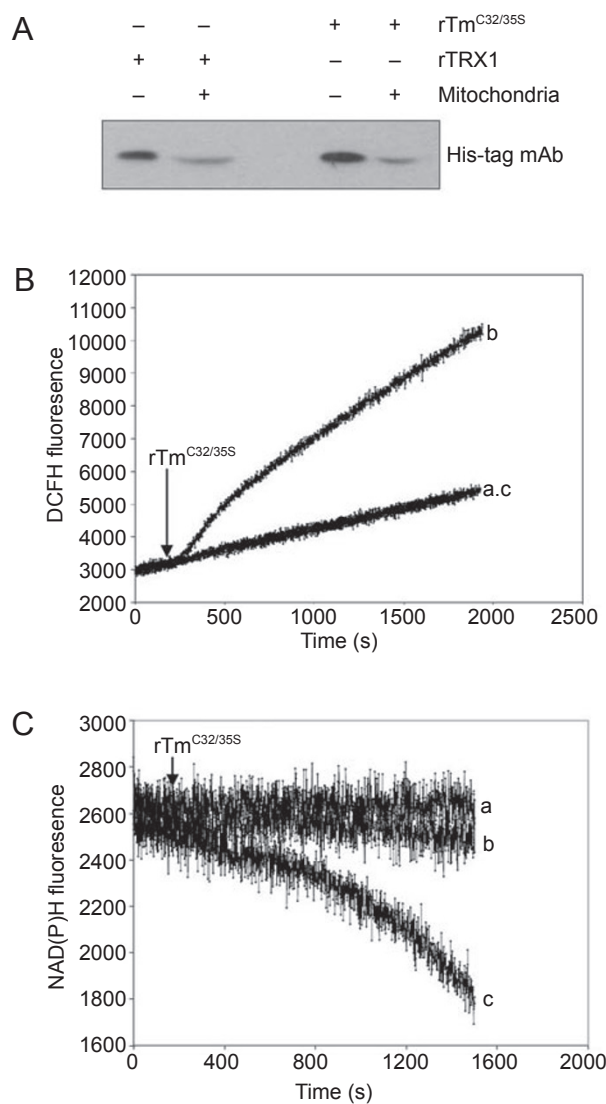 A
– – + + rTm^C32/35S
+ + – – rTRX1
– + – + Mitochondria
His-tag mAb
B
12000
11000
10000
9000
8000
7000
6000
5000
4000
3000
2000
DCFH fluoresence
rTm^C32/35S
b
a.c
0 500 1000 1500 2000 2500
Time (s)
C
3000
2800
2600
2400
2200
2000
1800
1600
NAD(P)H fluoresence
rTm^C32/35S
a
b
c
0 400 800 1200 1600 2000
Time (s)